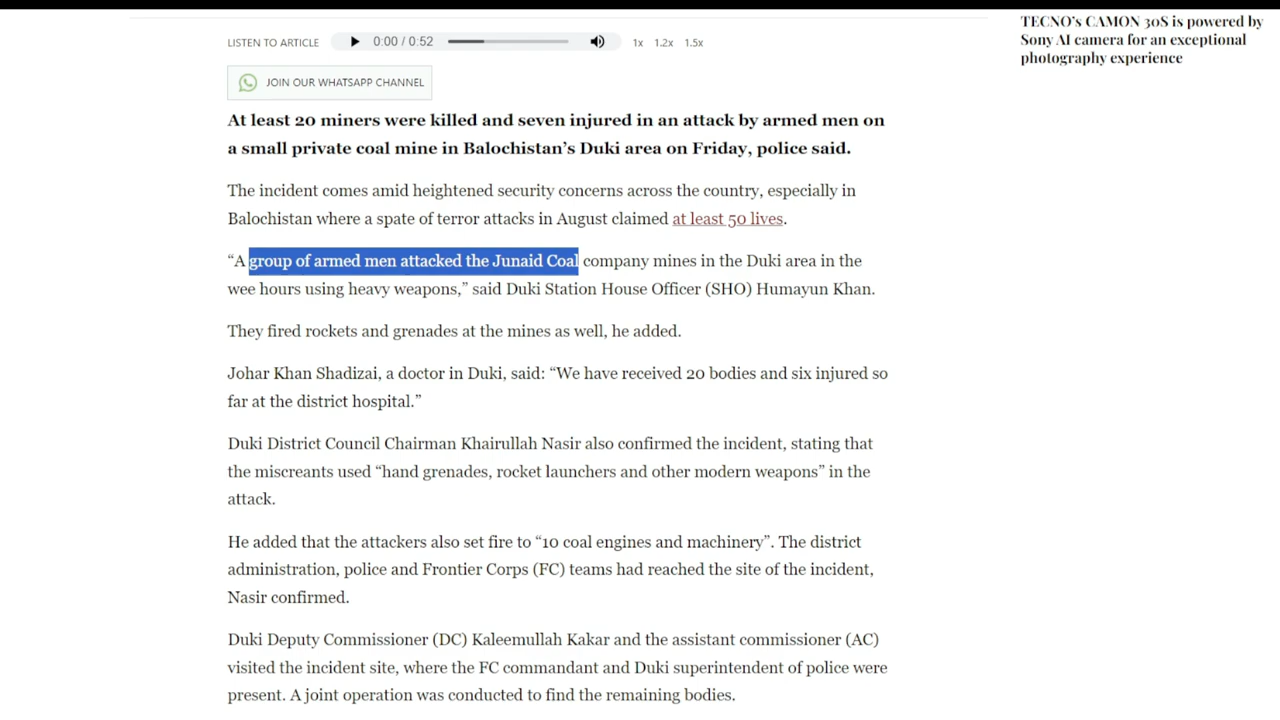 TECNO's CAMON 30S is powered by
Sony AI camera for an exceptional
photography experience
LISTEN TO ARTICLE 0:00 / 0:52 1x 1.2x 1.5x
JOIN OUR WHATSAPP CHANNEL
At least 20 miners were killed and seven injured in an attack by armed men on
a small private coal mine in Balochistan's Duki area on Friday, police said.
The incident comes amid heightened security concerns across the country, especially in
Balochistan where a spate of terror attacks in August claimed at least 50 lives.
“A group of armed men attacked the Junaid Coal company mines in the Duki area in the
wee hours using heavy weapons,” said Duki Station House Officer (SHO) Humayun Khan.
They fired rockets and grenades at the mines as well, he added.
Johar Khan Shadizai, a doctor in Duki, said: “We have received 20 bodies and six injured so
far at the district hospital.”
Duki District Council Chairman Khairullah Nasir also confirmed the incident, stating that
the miscreants used “hand grenades, rocket launchers and other modern weapons” in the
attack.
He added that the attackers also set fire to “10 coal engines and machinery”. The district
administration, police and Frontier Corps (FC) teams had reached the site of the incident,
Nasir confirmed.
Duki Deputy Commissioner (DC) Kaleemullah Kakar and the assistant commissioner (AC)
visited the incident site, where the FC commandant and Duki superintendent of police were
present. A joint operation was conducted to find the remaining bodies.